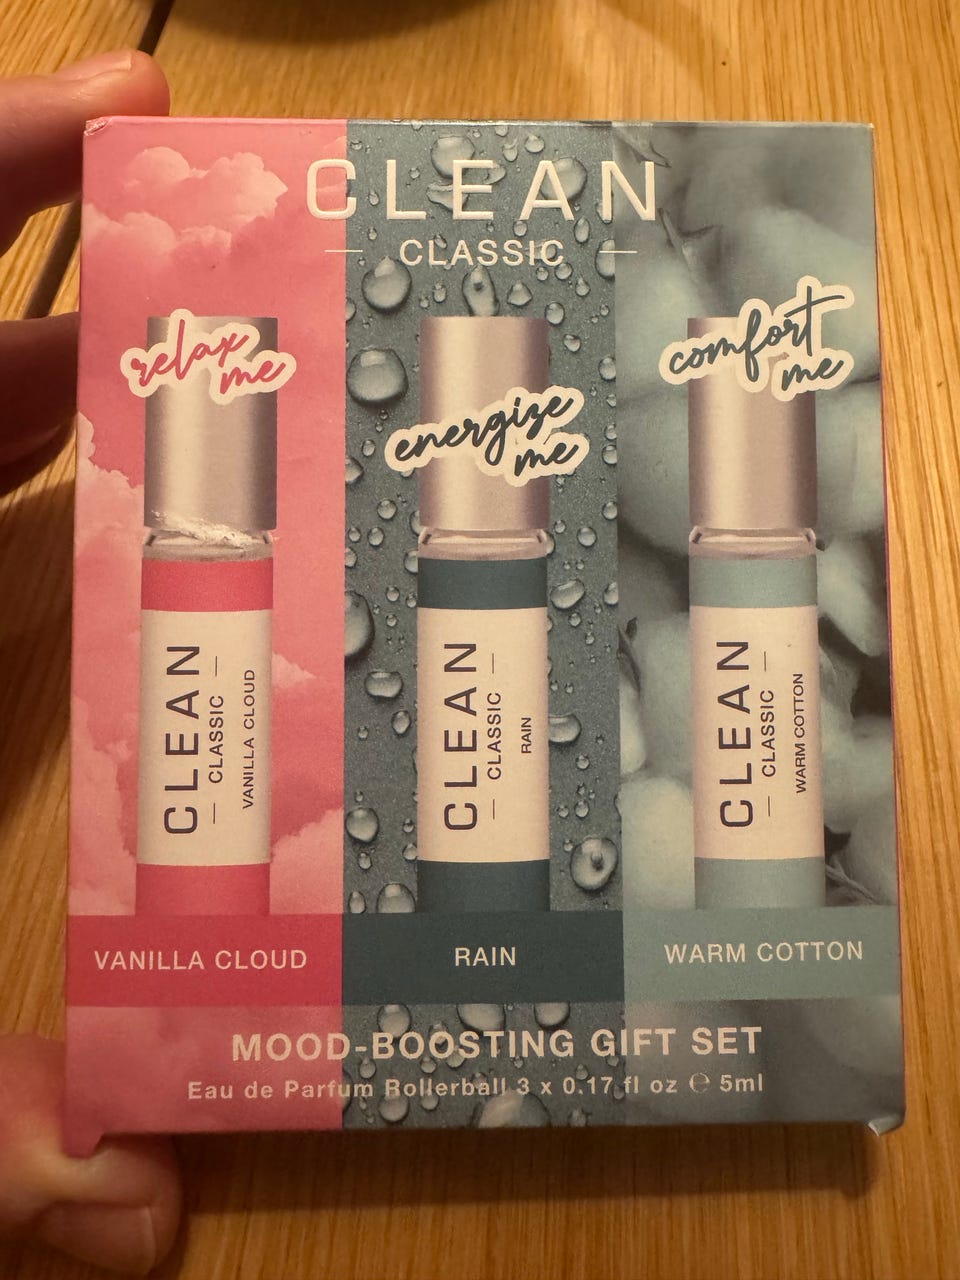 CLEAN
CLASSIC
relax
me
energize
me
comfort
me
CLEAN
CLASSIC
VANILLA CLOUD
CLEAN
CLASSIC
RAIN
CLEAN
CLASSIC
WARM COTTON
VANILLA CLOUD
RAIN
WARM COTTON
MOOD-BOOSTING GIFT SET
Eau de Parfum Rollerball 3 x 0.17 fl oz ℮ 5ml